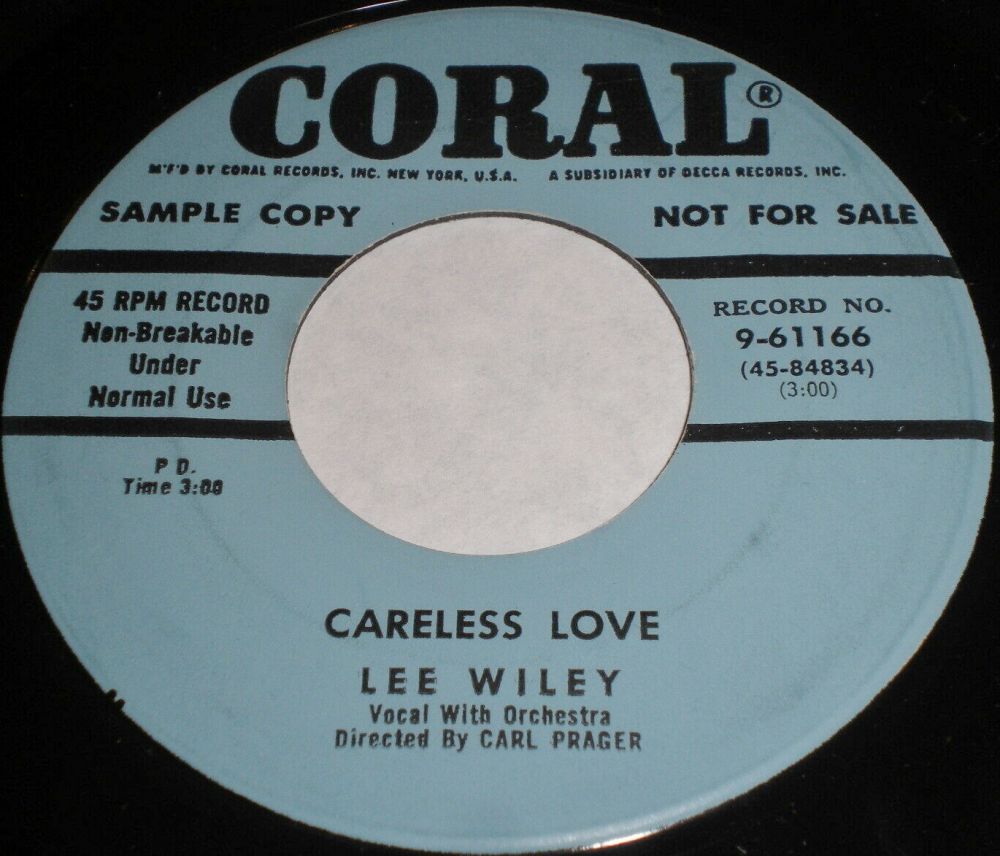 CORAL®
M'F'D BY CORAL RECORDS, INC. NEW YORK, U.S.A. A SUBSIDIARY OF DECCA RECORDS, INC.
SAMPLE COPY NOT FOR SALE
45 RPM RECORD
Non-Breakable
Under
Normal Use
RECORD NO.
9-61166
(45-84834)
(3:00)
P D.
Time 3:00
CARELESS LOVE
LEE WILEY
Vocal With Orchestra
Directed By CARL PRAGER